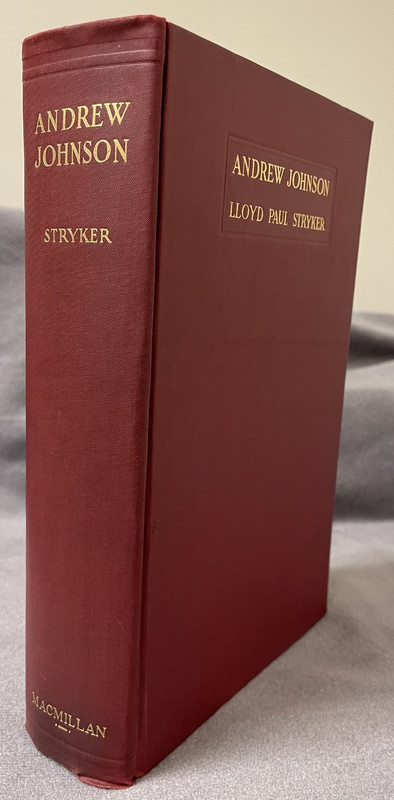 ANDREW
JOHNSON
STRYKER
MACMILLAN
ANDREW JOHNSON
LLOYD PAUL STRYKER